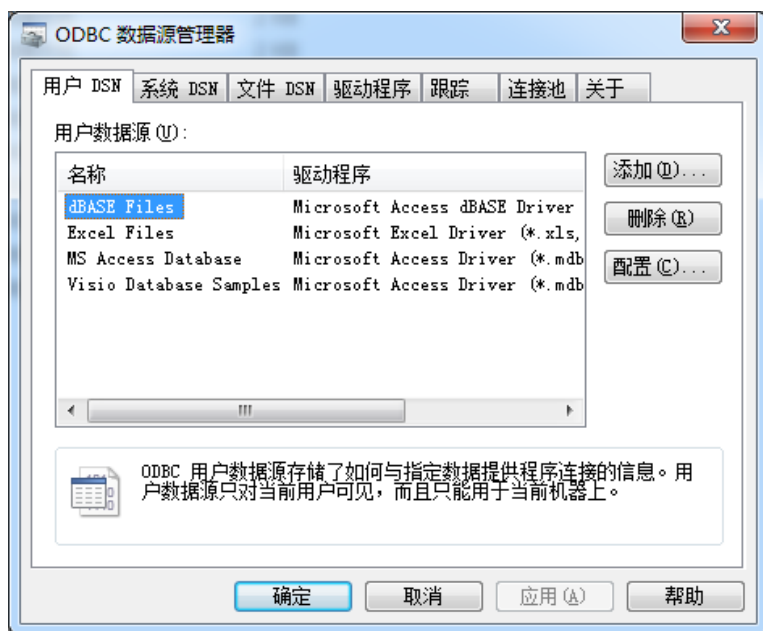 ODBC 数据源管理器
用户 DSN 系统 DSN 文件 DSN 驱动程序 跟踪 连接池 关于
用户数据源(U):
名称 驱动程序
dBASE Files Microsoft Access dBASE Driver
Excel Files Microsoft Excel Driver (*.xls,
MS Access Database Microsoft Access Driver (*.mdb
Visio Database Samples Microsoft Access Driver (*.mdb
添加(D)...
删除(R)
配置(C)...
ODBC 用户数据源存储了如何与指定数据提供程序连接的信息。用
户数据源只对当前用户可见,而且只能用于当前机器上。
确定 取消 应用(A) 帮助